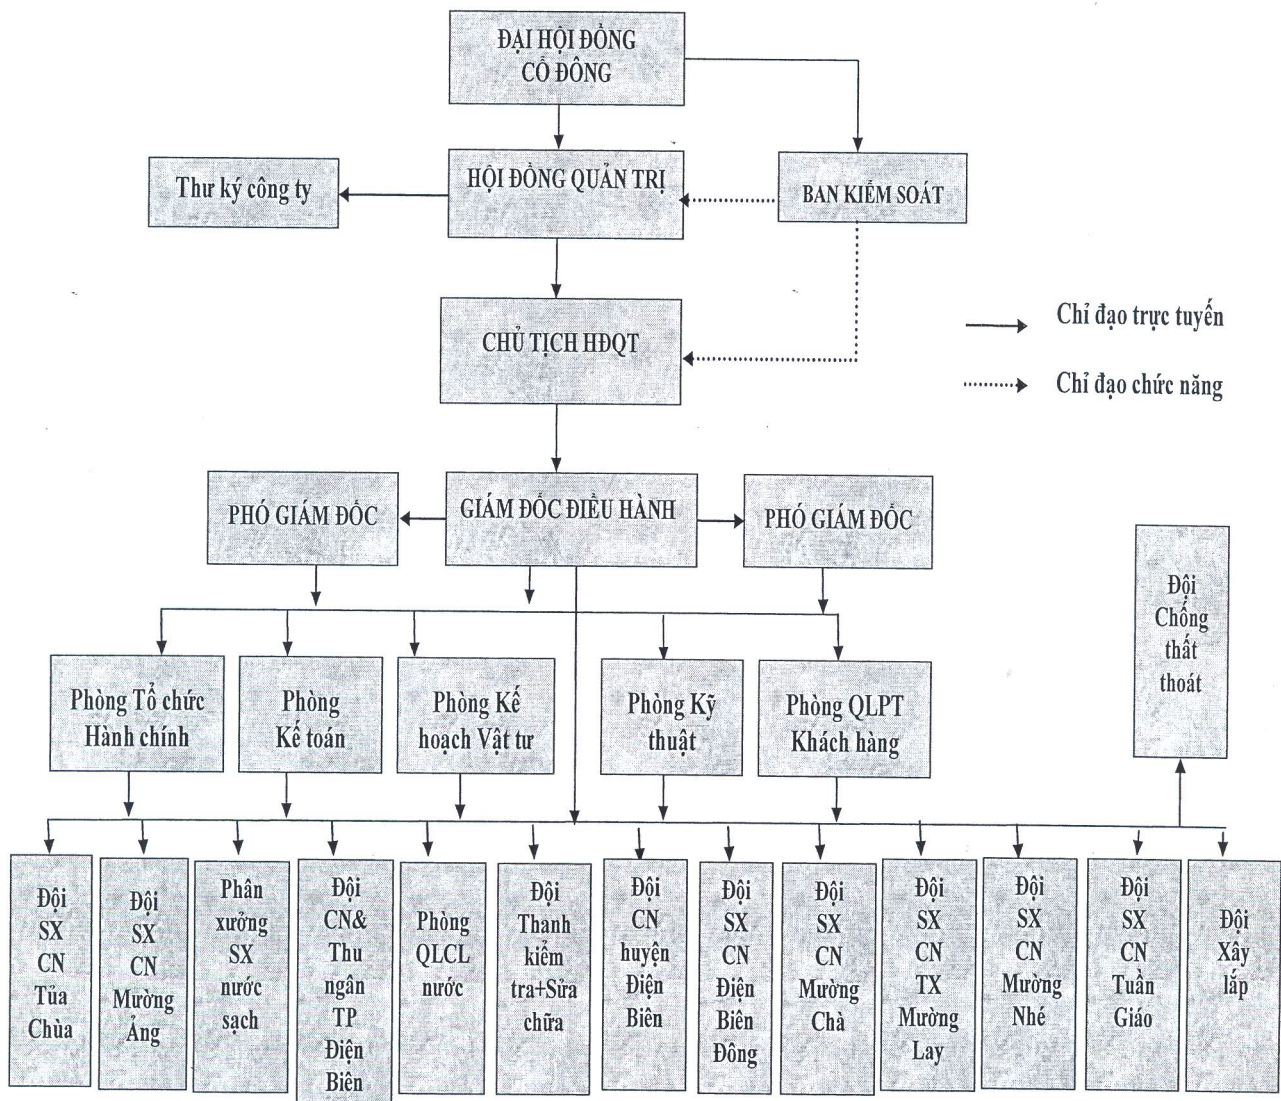 ĐẠI HỘI ĐỒNG
CỔ ĐÔNG
Thư ký công ty
HỘI ĐỒNG QUẢN TRỊ
BAN KIỂM SOÁT
CHỦ TỊCH HĐQT
Chỉ đạo trực tuyến
Chỉ đạo chức năng
PHÓ GIÁM ĐỐC
GIÁM ĐỐC ĐIỀU HÀNH
PHÓ GIÁM ĐỐC
Đội
Chống
thất
thoát
Phòng Tổ chức
Hành chính
Phòng
Kế toán
Phòng Kế
hoạch Vật tư
Phòng Kỹ
thuật
Phòng QLPT
Khách hàng
Đội
SX
CN
Tủa
Chùa
Đội
SX
CN
Mường
Ảng
Phân
xưởng
SX
nước
sạch
Đội
CN&
Thu
ngân
TP
Điện
Biên
Phòng
QLCL
nước
Đội
Thanh
kiểm
tra+Sửa
chữa
Đội
CN
huyện
Điện
Biên
Đội
SX
CN
Điện
Biên
Đông
Đội
SX
CN
Mường
Chà
Đội
SX
CN
TX
Mường
Lay
Đội
SX
CN
Mường
Nhé
Đội
SX
CN
Tuần
Giáo
Đội
Xây
lắp